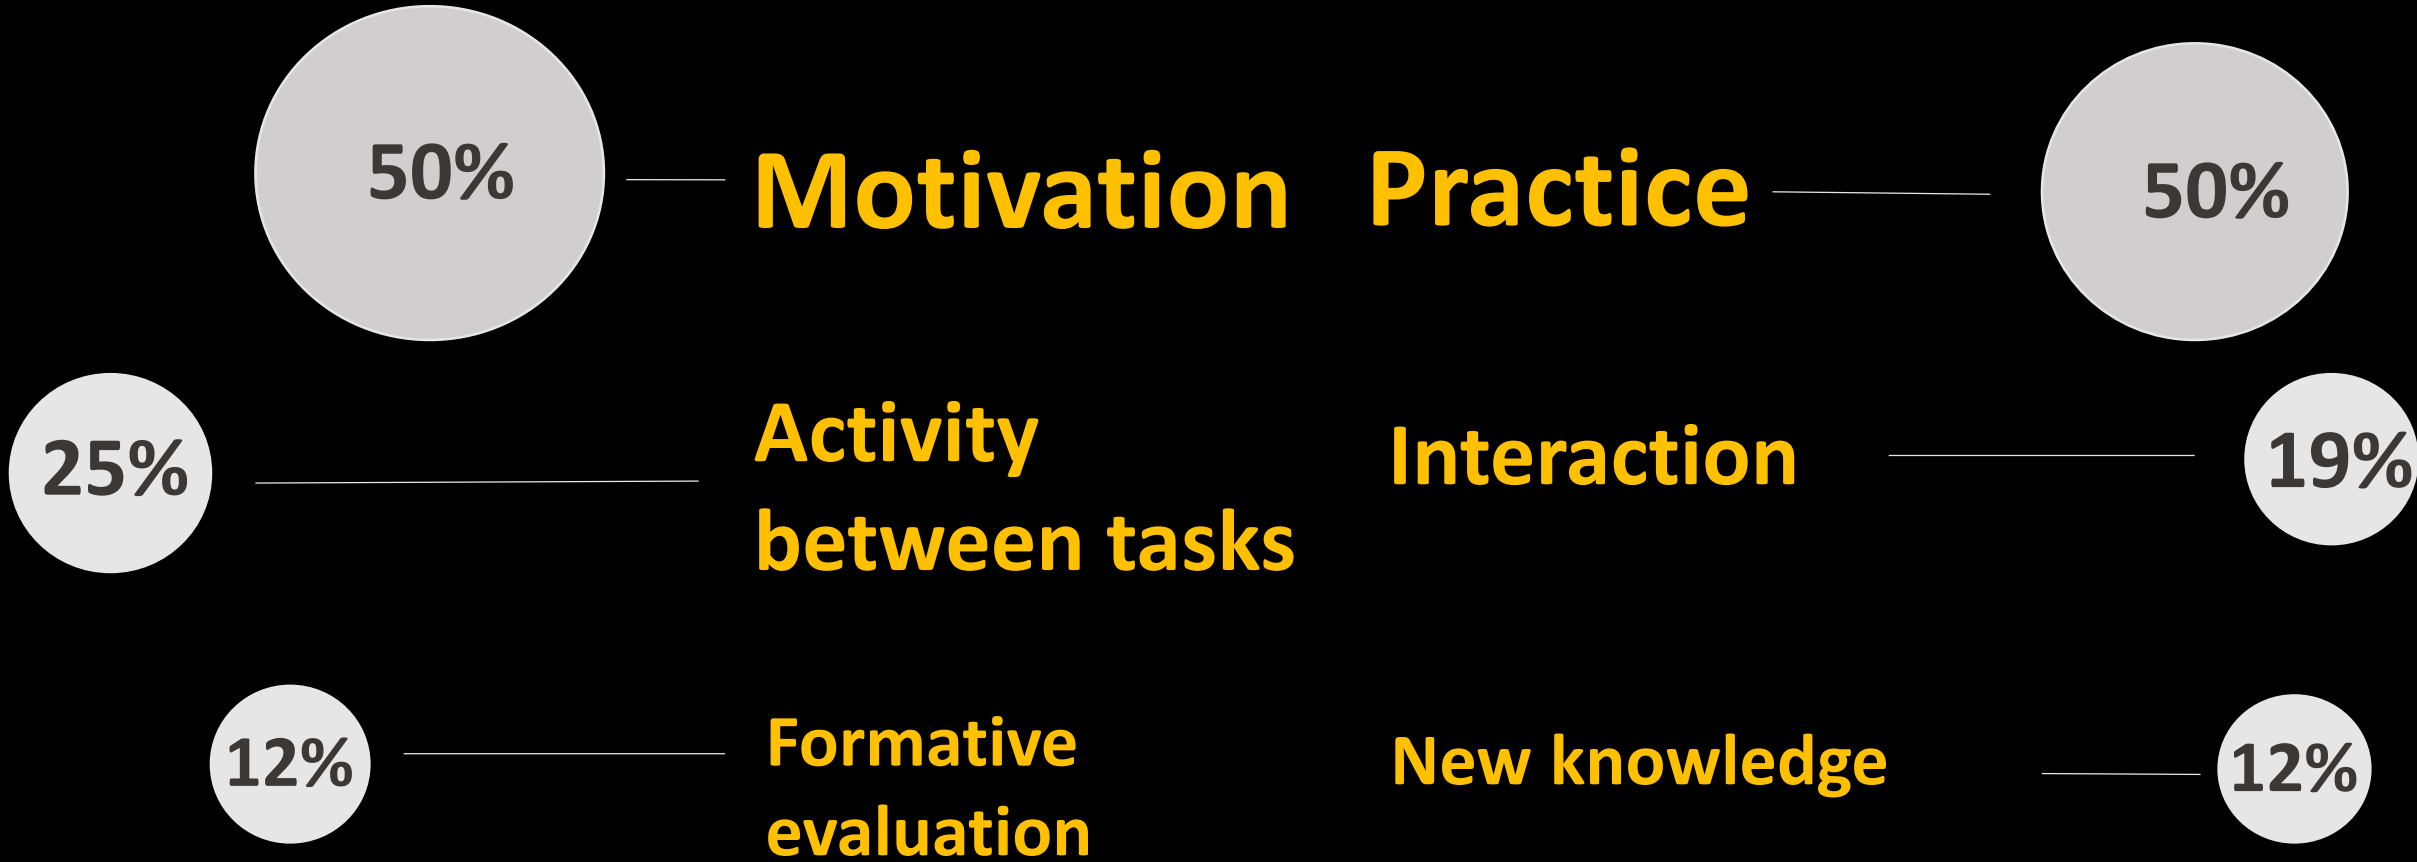 50%
Motivation
Practice
50%
25%
Activity
between tasks
Interaction
19%
12%
Formative
evaluation
New knowledge
12%